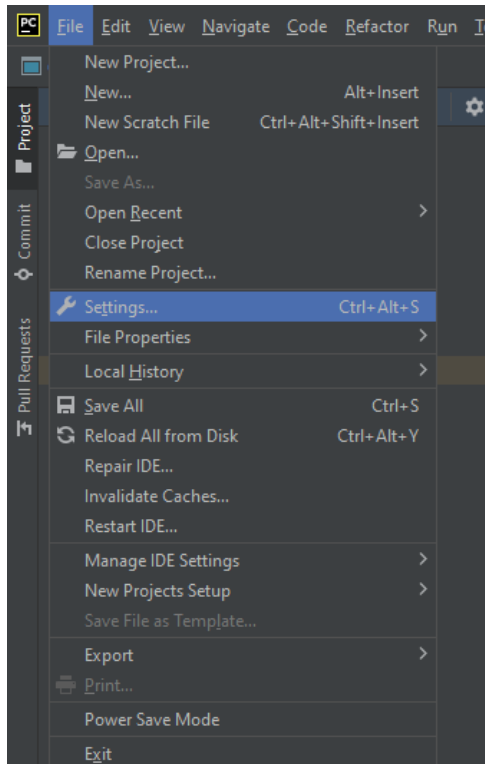 PC File Edit View Navigate Code Refactor Run
New Project...
New... Alt+Insert
New Scratch File Ctrl+Alt+Shift+Insert
Open...
Save As...
Open Recent
Close Project
Rename Project...
Settings... Ctrl+Alt+S
File Properties
Local History
Save All Ctrl+S
Reload All from Disk Ctrl+Alt+Y
Repair IDE...
Invalidate Caches...
Restart IDE...
Manage IDE Settings
New Projects Setup
Save File as Template...
Export
Print...
Power Save Mode
Exit
Project
Commit
Pull Requests